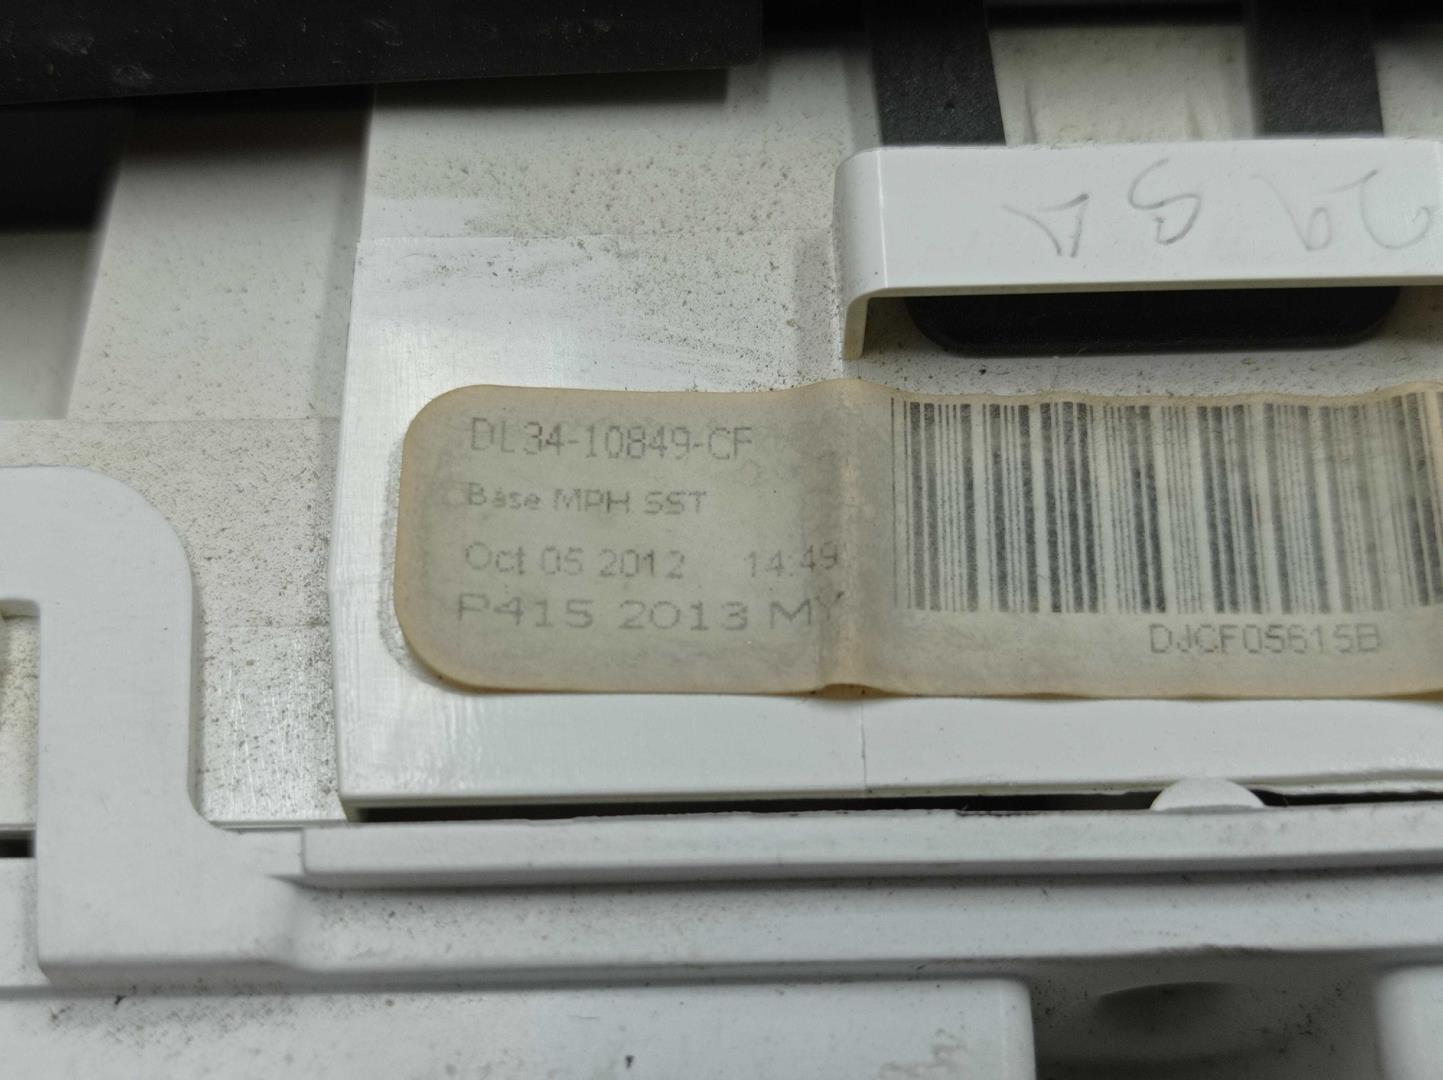 DL34-10849-CF
Base MPH SST
Oct 05 2012 14:49
P415 2013 MY
DJCF05615B